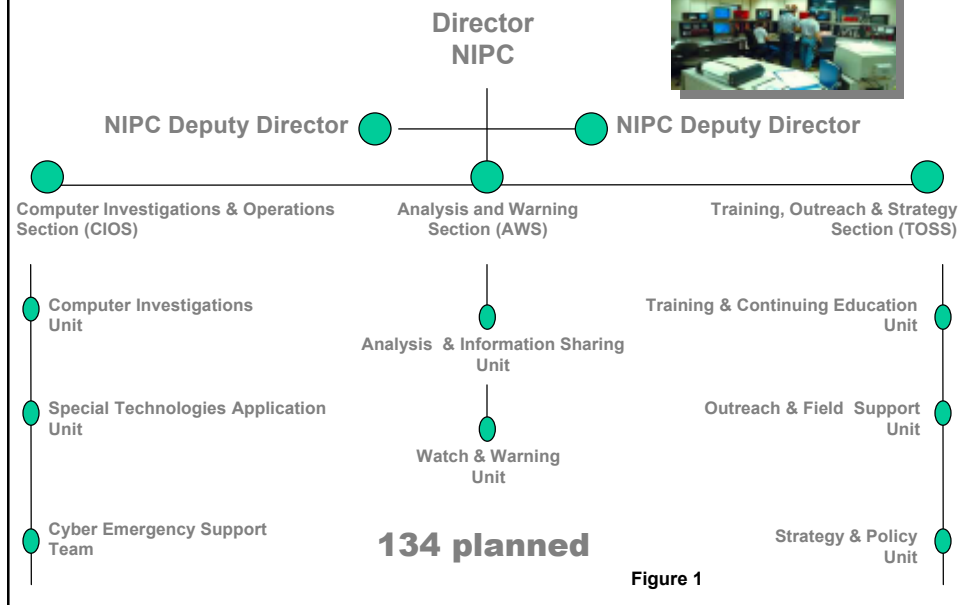 Director
NIPC
NIPC Deputy Director
NIPC Deputy Director
Computer Investigations & Operations
Section (CIOS)
Analysis and Warning
Section (AWS)
Training, Outreach & Strategy
Section (TOSS)
Computer Investigations
Unit
Special Technologies Application
Unit
Cyber Emergency Support
Team
Analysis & Information Sharing
Unit
Watch & Warning
Unit
134 planned
Training & Continuing Education
Unit
Outreach & Field Support
Unit
Strategy & Policy
Unit
Figure 1